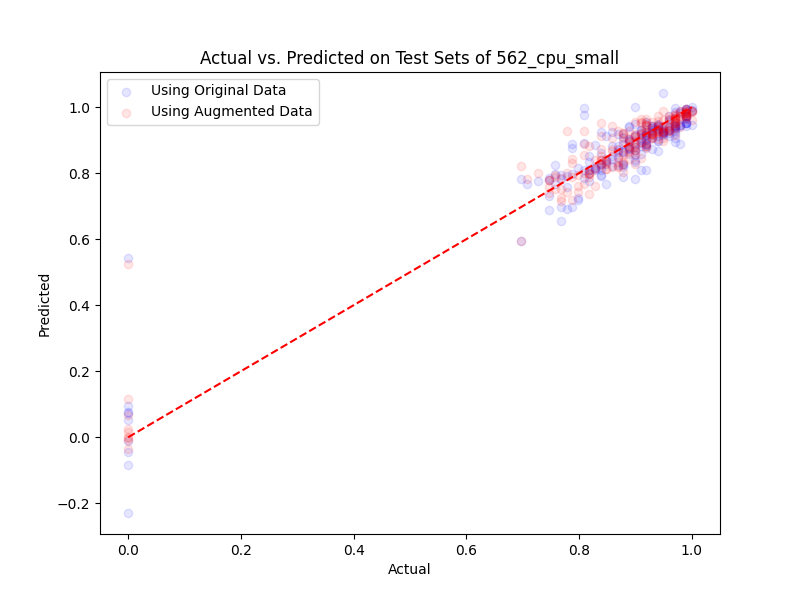 Actual vs. Predicted on Test Sets of 562_cpu_small
Using Original Data
Using Augmented Data
Predicted
1.0
0.8
0.6
0.4
0.2
0.0
−0.2
0.0 0.2 0.4 0.6 0.8 1.0
Actual